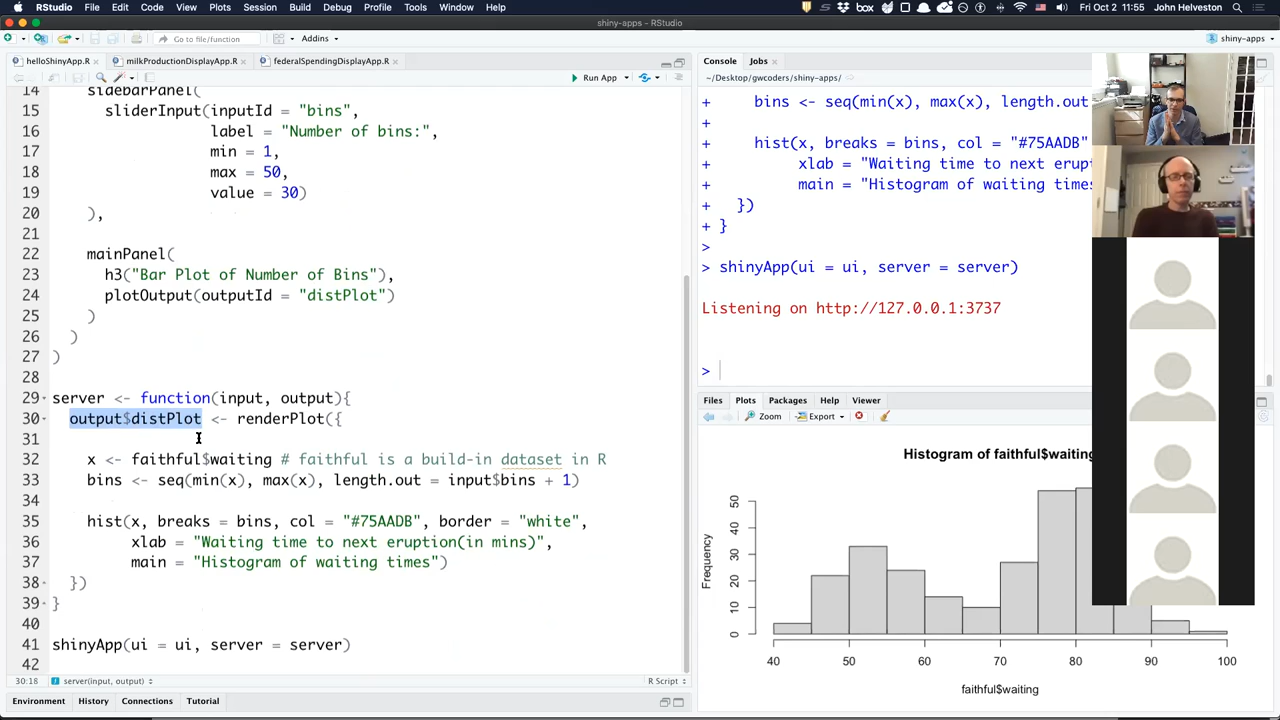 RStudio File Edit Code View Plots Session Build Debug Profile Tools Window Help box Fri Oct 2 11:55 John Helveston
shiny-apps - RStudio
Go to file/function Addins shiny-apps
helloShinyApp.R milkProductionDisplayApp.R federalSpendingDisplayApp.R
Run App
14 sidebarPanel(
15 sliderInput(inputId = "bins",
16 label = "Number of bins:",
17 min = 1,
18 max = 50,
19 value = 30)
20 ),
21
22 mainPanel(
23 h3("Bar Plot of Number of Bins"),
24 plotOutput(outputId = "distPlot")
25 )
26 )
27 )
28
29 server <- function(input, output){
30 output$distPlot <- renderPlot({
31
32 x <- faithful$waiting # faithful is a build-in dataset in R
33 bins <- seq(min(x), max(x), length.out = input$bins + 1)
34
35 hist(x, breaks = bins, col = "#75AADB", border = "white",
36 xlab = "Waiting time to next eruption(in mins)",
37 main = "Histogram of waiting times")
38 })
39 }
40
41 shinyApp(ui = ui, server = server)
42
30:18 server(input, output) R Script
Environment History Connections Tutorial
Console Jobs
~/Desktop/gwcoders/shiny-apps/
+ bins <- seq(min(x), max(x), length.out
+
+ hist(x, breaks = bins, col = "#75AADB"
+ xlab = "Waiting time to next erupt
+ main = "Histogram of waiting times
+ })
+ }
>
> shinyApp(ui = ui, server = server)
Listening on http://127.0.0.1:3737
>
Files Plots Packages Help Viewer
Zoom Export
Histogram of faithful$waiting
Frequency
50
40
30
20
10
0
40 50 60 70 80 90 100
faithful$waiting